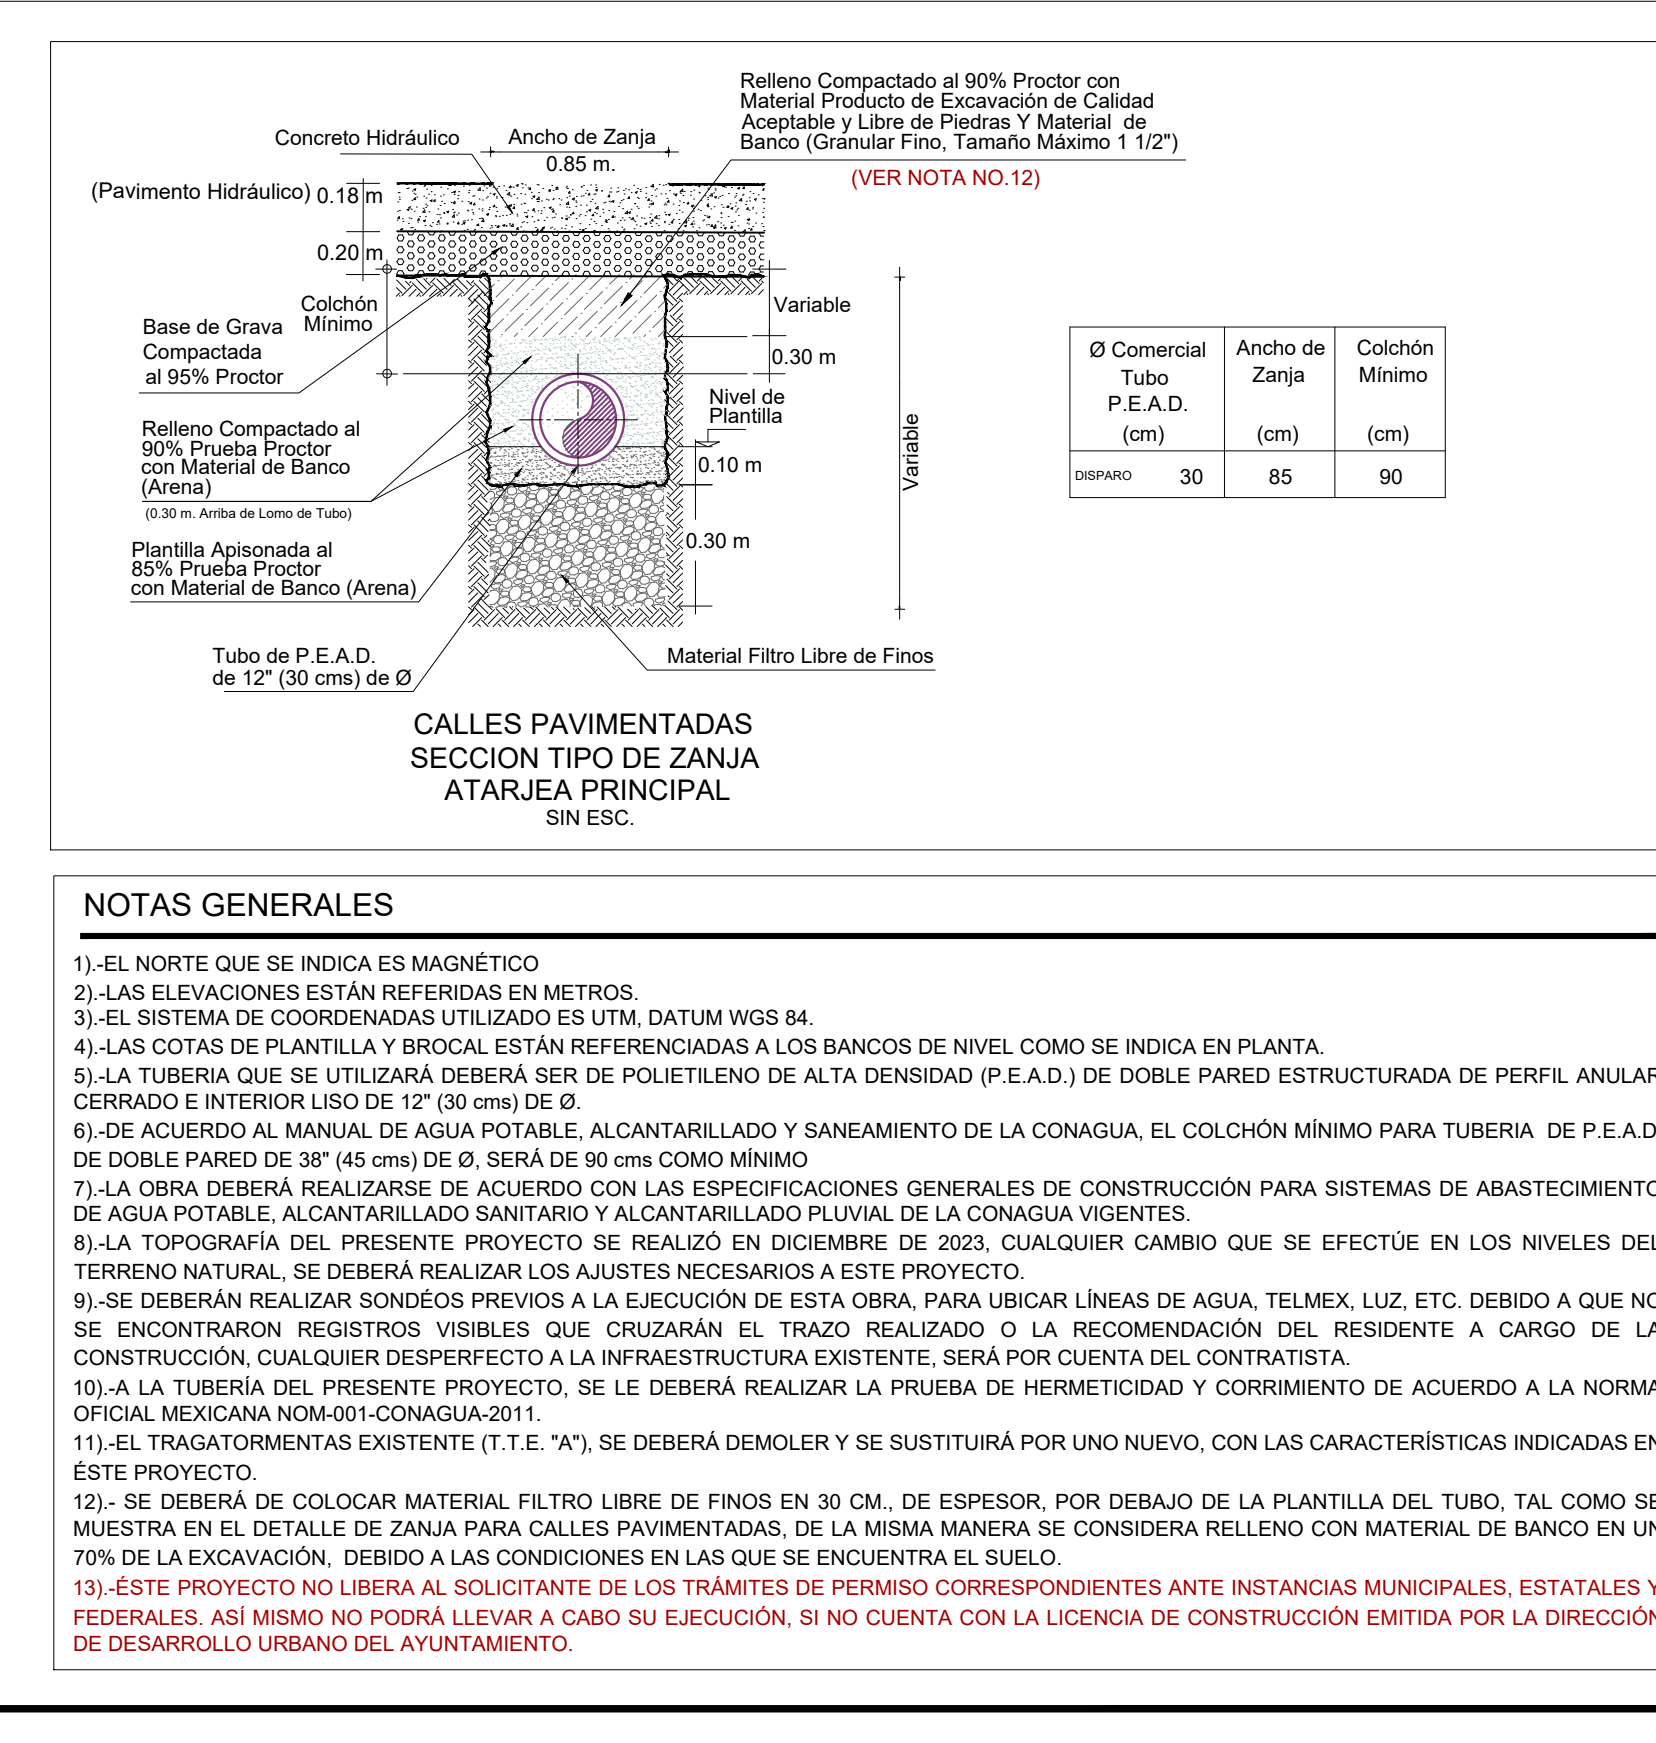 Relleno Compactado al 90% Proctor con
Material Producto de Excavación de Calidad
Aceptable y Libre de Piedras Y Material de
Banco (Granular Fino, Tamaño Máximo 1 1/2")
(VER NOTA NO.12)
Concreto Hidráulico
Ancho de Zanja
0.85 m.
(Pavimento Hidráulico)
0.18 m
0.20 m
Colchón
Mínimo
Variable
0.30 m
Base de Grava
Compactada
al 95% Proctor
Nivel de
Plantilla
Relleno Compactado al
90% Prueba Proctor
con Material de Banco
(Arena)
(0.30 m. Arriba de Lomo de Tubo)
0.10 m
Variable
0.30 m
Plantilla Apisonada al
85% Prueba Proctor
con Material de Banco (Arena)
Tubo de P.E.A.D.
de 12" (30 cms) de Ø
Material Filtro Libre de Finos
Ø Comercial
Tubo
P.E.A.D.
(cm)
Ancho de
Zanja
(cm)
Colchón
Mínimo
(cm)
DISPARO 30 85 90
CALLES PAVIMENTADAS
SECCION TIPO DE ZANJA
ATARJEA PRINCIPAL
SIN ESC.
NOTAS GENERALES
1).-EL NORTE QUE SE INDICA ES MAGNÉTICO
2).-LAS ELEVACIONES ESTÁN REFERIDAS EN METROS.
3).-EL SISTEMA DE COORDENADAS UTILIZADO ES UTM, DATUM WGS 84.
4).-LAS COTAS DE PLANTILLA Y BROCAL ESTÁN REFERENCIADAS A LOS BANCOS DE NIVEL COMO SE INDICA EN PLANTA.
5).-LA TUBERIA QUE SE UTILIZARÁ DEBERÁ SER DE POLIETILENO DE ALTA DENSIDAD (P.E.A.D.) DE DOBLE PARED ESTRUCTURADA DE PERFIL ANULAR
CERRADO E INTERIOR LISO DE 12" (30 cms) DE Ø.
6).-DE ACUERDO AL MANUAL DE AGUA POTABLE, ALCANTARILLADO Y SANEAMIENTO DE LA CONAGUA, EL COLCHÓN MÍNIMO PARA TUBERIA DE P.E.A.D
DE DOBLE PARED DE 38" (45 cms) DE Ø, SERÁ DE 90 cms COMO MÍNIMO
7).-LA OBRA DEBERÁ REALIZARSE DE ACUERDO CON LAS ESPECIFICACIONES GENERALES DE CONSTRUCCIÓN PARA SISTEMAS DE ABASTECIMIENTO
DE AGUA POTABLE, ALCANTARILLADO SANITARIO Y ALCANTARILLADO PLUVIAL DE LA CONAGUA VIGENTES.
8).-LA TOPOGRAFÍA DEL PRESENTE PROYECTO SE REALIZÓ EN DICIEMBRE DE 2023, CUALQUIER CAMBIO QUE SE EFECTÚE EN LOS NIVELES DEL
TERRENO NATURAL, SE DEBERÁ REALIZAR LOS AJUSTES NECESARIOS A ESTE PROYECTO.
9).-SE DEBERÁN REALIZAR SONDÉOS PREVIOS A LA EJECUCIÓN DE ESTA OBRA, PARA UBICAR LÍNEAS DE AGUA, TELMEX, LUZ, ETC. DEBIDO A QUE NO
SE ENCONTRARON REGISTROS VISIBLES QUE CRUZARÁN EL TRAZO REALIZADO O LA RECOMENDACIÓN DEL RESIDENTE A CARGO DE LA
CONSTRUCCIÓN, CUALQUIER DESPERFECTO A LA INFRAESTRUCTURA EXISTENTE, SERÁ POR CUENTA DEL CONTRATISTA.
10).-A LA TUBERÍA DEL PRESENTE PROYECTO, SE LE DEBERÁ REALIZAR LA PRUEBA DE HERMETICIDAD Y CORRIMIENTO DE ACUERDO A LA NORMA
OFICIAL MEXICANA NOM-001-CONAGUA-2011.
11).-EL TRAGATORMENTAS EXISTENTE (T.T.E. "A"), SE DEBERÁ DEMOLER Y SE SUSTITUIRÁ POR UNO NUEVO, CON LAS CARACTERÍSTICAS INDICADAS EN
ÉSTE PROYECTO.
12).- SE DEBERÁ DE COLOCAR MATERIAL FILTRO LIBRE DE FINOS EN 30 CM., DE ESPESOR, POR DEBAJO DE LA PLANTILLA DEL TUBO, TAL COMO SE
MUESTRA EN EL DETALLE DE ZANJA PARA CALLES PAVIMENTADAS, DE LA MISMA MANERA SE CONSIDERA RELLENO CON MATERIAL DE BANCO EN UN
70% DE LA EXCAVACIÓN, DEBIDO A LAS CONDICIONES EN LAS QUE SE ENCUENTRA EL SUELO.
13).-ÉSTE PROYECTO NO LIBERA AL SOLICITANTE DE LOS TRÁMITES DE PERMISO CORRESPONDIENTES ANTE INSTANCIAS MUNICIPALES, ESTATALES Y
FEDERALES. ASÍ MISMO NO PODRÁ LLEVAR A CABO SU EJECUCIÓN, SI NO CUENTA CON LA LICENCIA DE CONSTRUCCIÓN EMITIDA POR LA DIRECCIÓN
DE DESARROLLO URBANO DEL AYUNTAMIENTO.